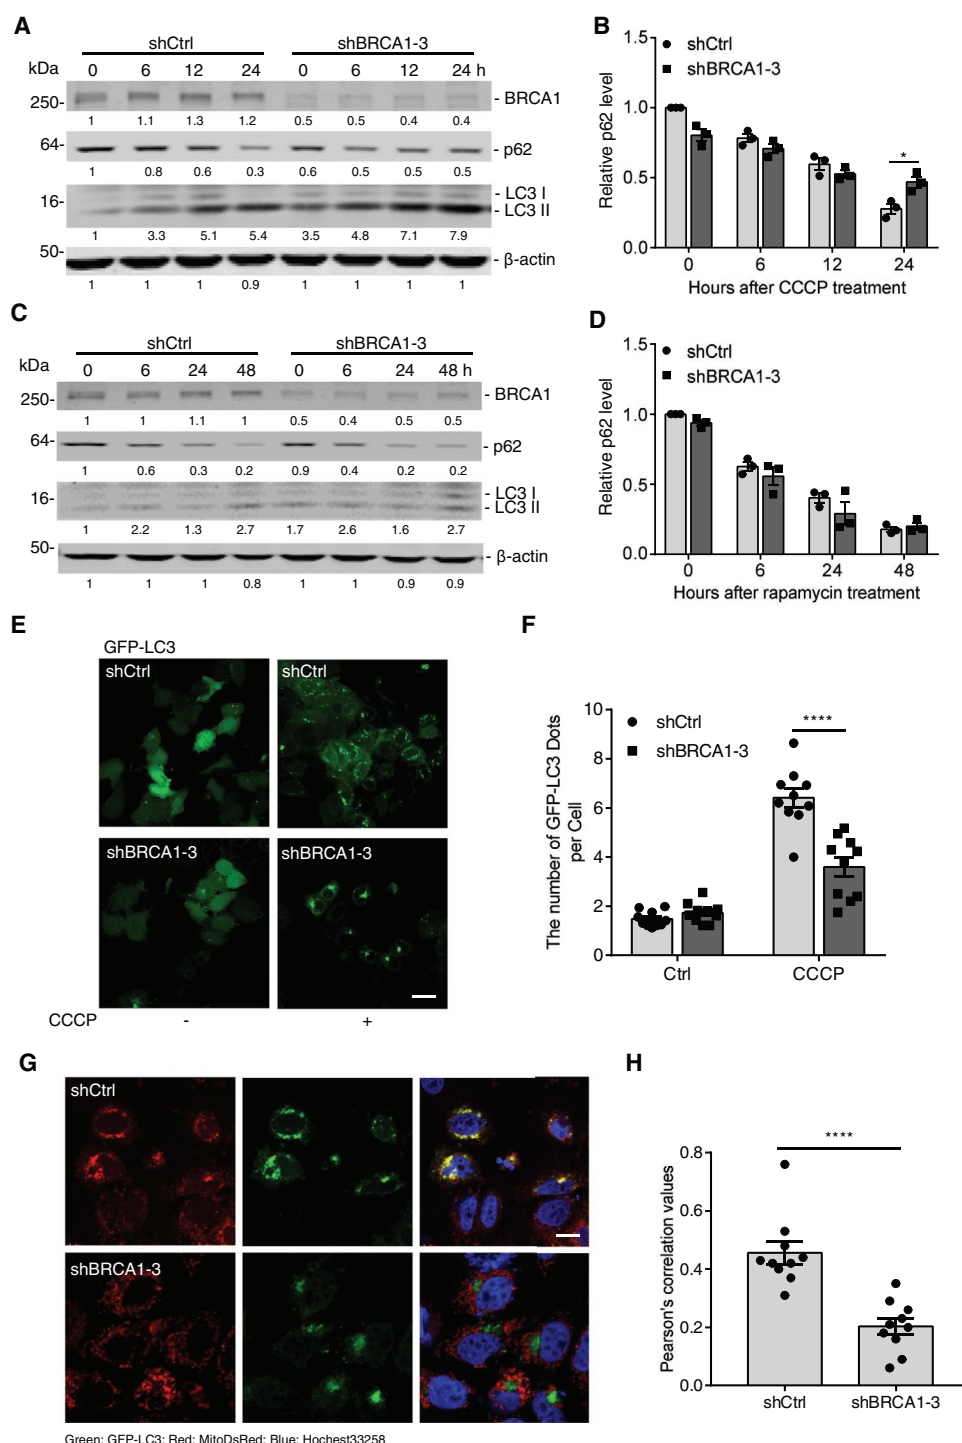 A
shCtrl shBRCA1-3
kDa 0 6 12 24 0 6 12 24 h
250- - BRCA1
1 1.1 1.3 1.2 0.5 0.5 0.4 0.4
64- - p62
1 0.8 0.6 0.3 0.6 0.5 0.5 0.5
- LC3 I
16- - LC3 II
1 3.3 5.1 5.4 3.5 4.8 7.1 7.9
50- - β-actin
1 1 1 0.9 1 1 1 1
B
shCtrl
shBRCA1-3
Relative p62 level
1.5
1.0
0.5
0.0
*
0 6 12 24
Hours after CCCP treatment
C
shCtrl shBRCA1-3
kDa 0 6 24 48 0 6 24 48 h
250- - BRCA1
1 1 1.1 1 0.5 0.4 0.5 0.5
64- - p62
1 0.6 0.3 0.2 0.9 0.4 0.2 0.2
- LC3 I
16- - LC3 II
1 2.2 1.3 2.7 1.7 2.6 1.6 2.7
50- - β-actin
1 1 1 0.8 1 1 0.9 0.9
D
shCtrl
shBRCA1-3
Relative p62 level
1.5
1.0
0.5
0.0
0 6 24 48
Hours after rapamycin treatment
E
GFP-LC3
shCtrl shCtrl
shBRCA1-3 shBRCA1-3
CCCP - +
F
shCtrl
shBRCA1-3
The number of GFP-LC3 Dots
per Cell
10
8
6
4
2
0
****
Ctrl CCCP
G
shCtrl
shBRCA1-3
Green: GFP-LC3; Red: MitoDsRed; Blue: Hochest33258
H
****
Pearson's correlation values
0.8
0.6
0.4
0.2
0.0
shCtrl shBRCA1-3